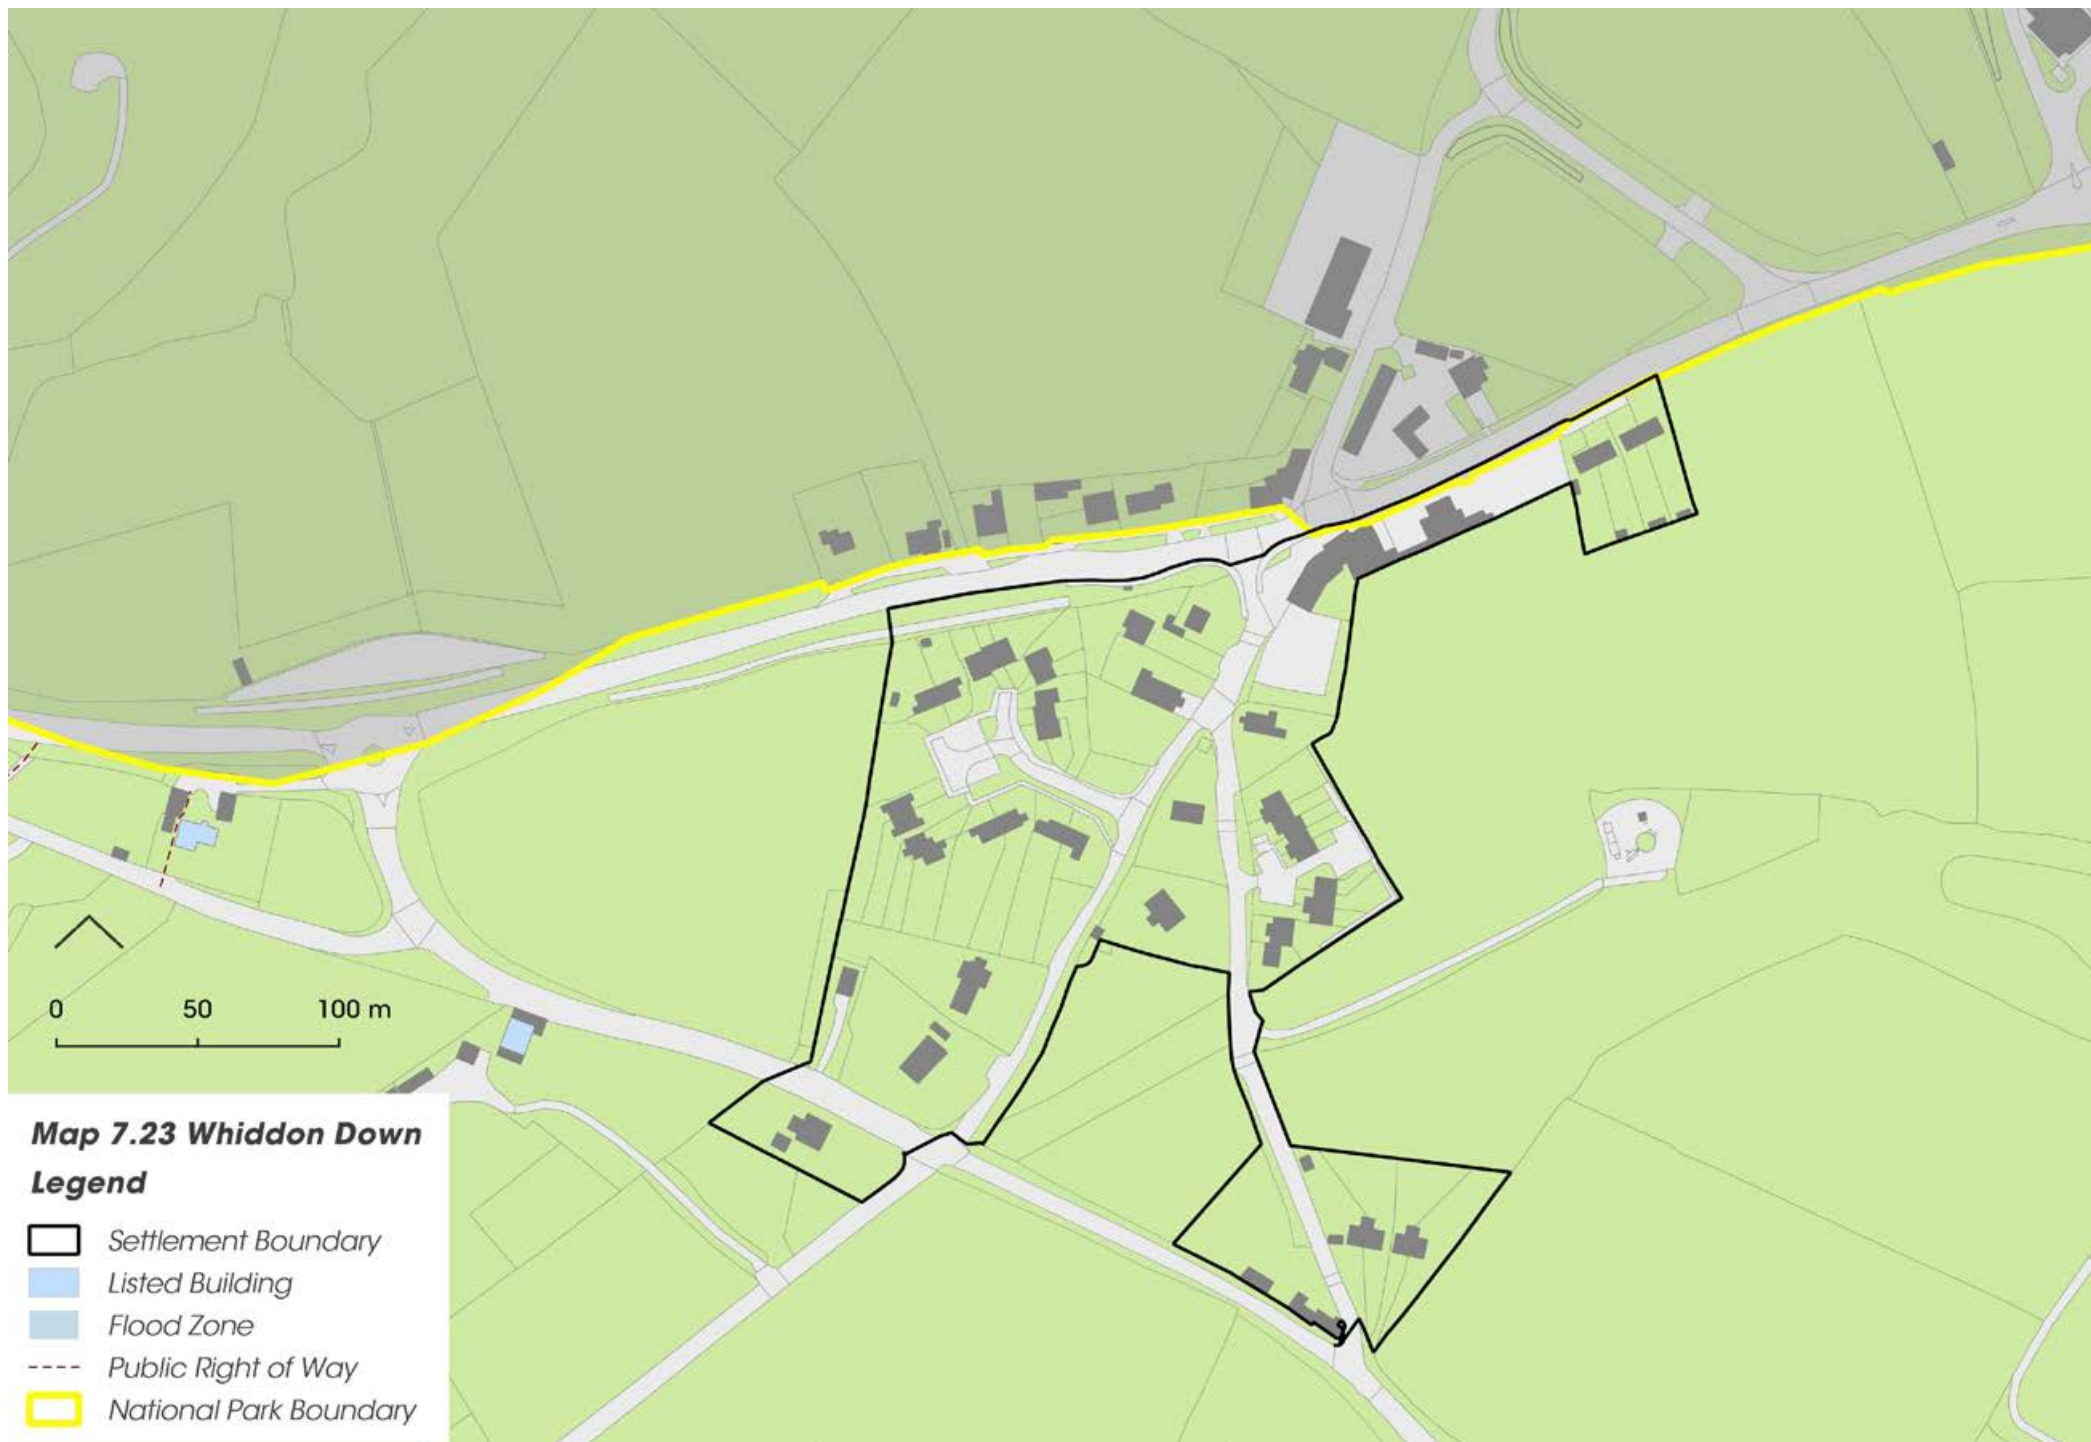 0 50 100 m
Map 7.23 Whiddon Down
Legend
Settlement Boundary
Listed Building
Flood Zone
Public Right of Way
National Park Boundary